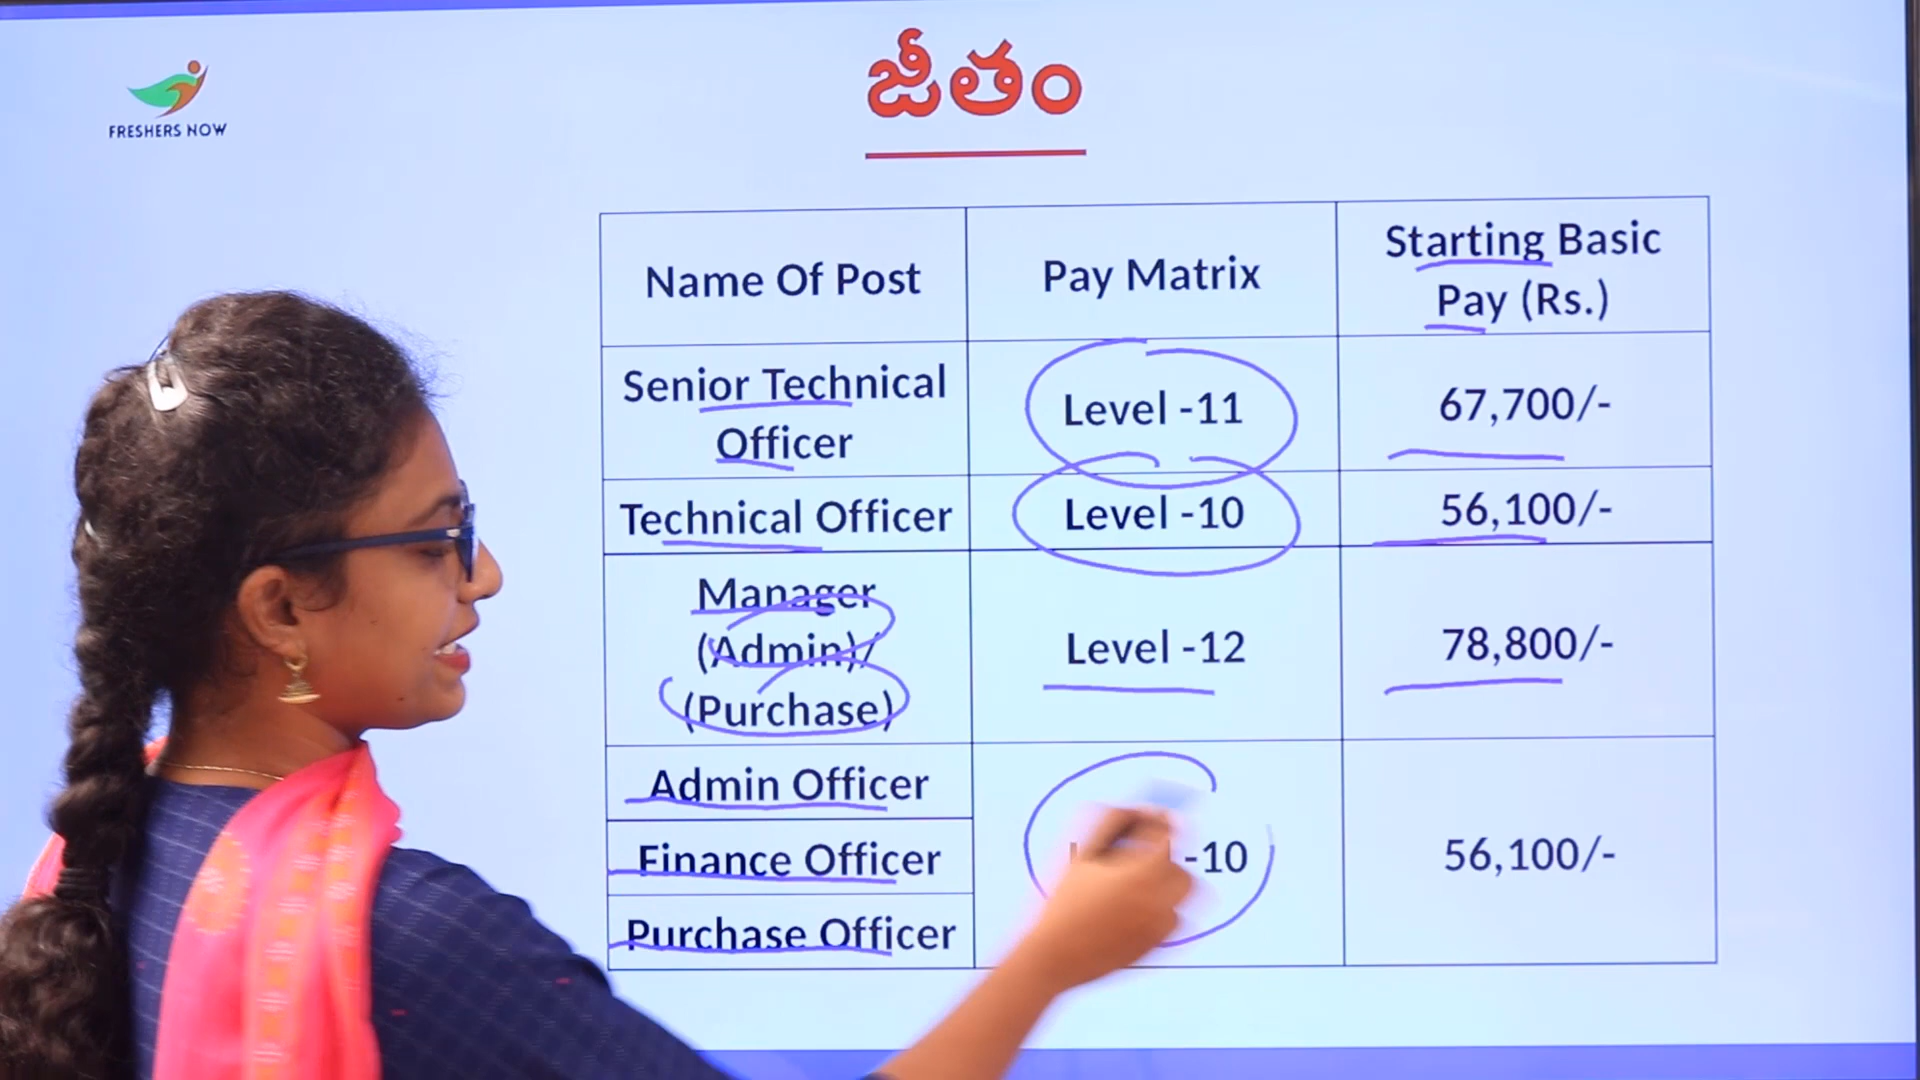 FRESHERS NOW
జీతం
Name Of Post
Pay Matrix
Starting Basic
Pay (Rs.)
Senior Technical
Officer
Level -11
67,700/-
Technical Officer
Level -10
56,100/-
Manager
(Admin)/
(Purchase)
Level -12
78,800/-
Admin Officer
Finance Officer
Purchase Officer
-10
56,100/-